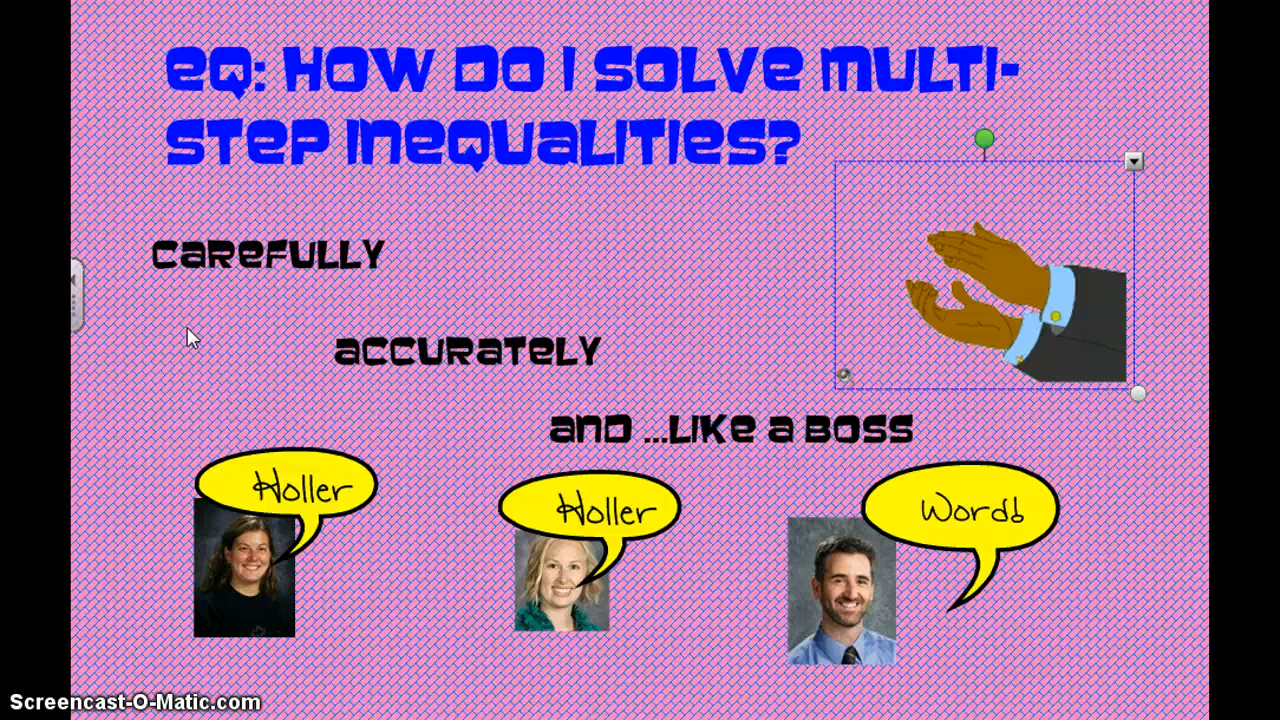 eQ: HOW DO I SOLVe MULTI-
STeP INeQUaLITIeS?
CaReFULLY
aCCURaTeLY
aND ...LIKe a BOSS
Holler
Holler
Word!
Screencast-O-Matic.com